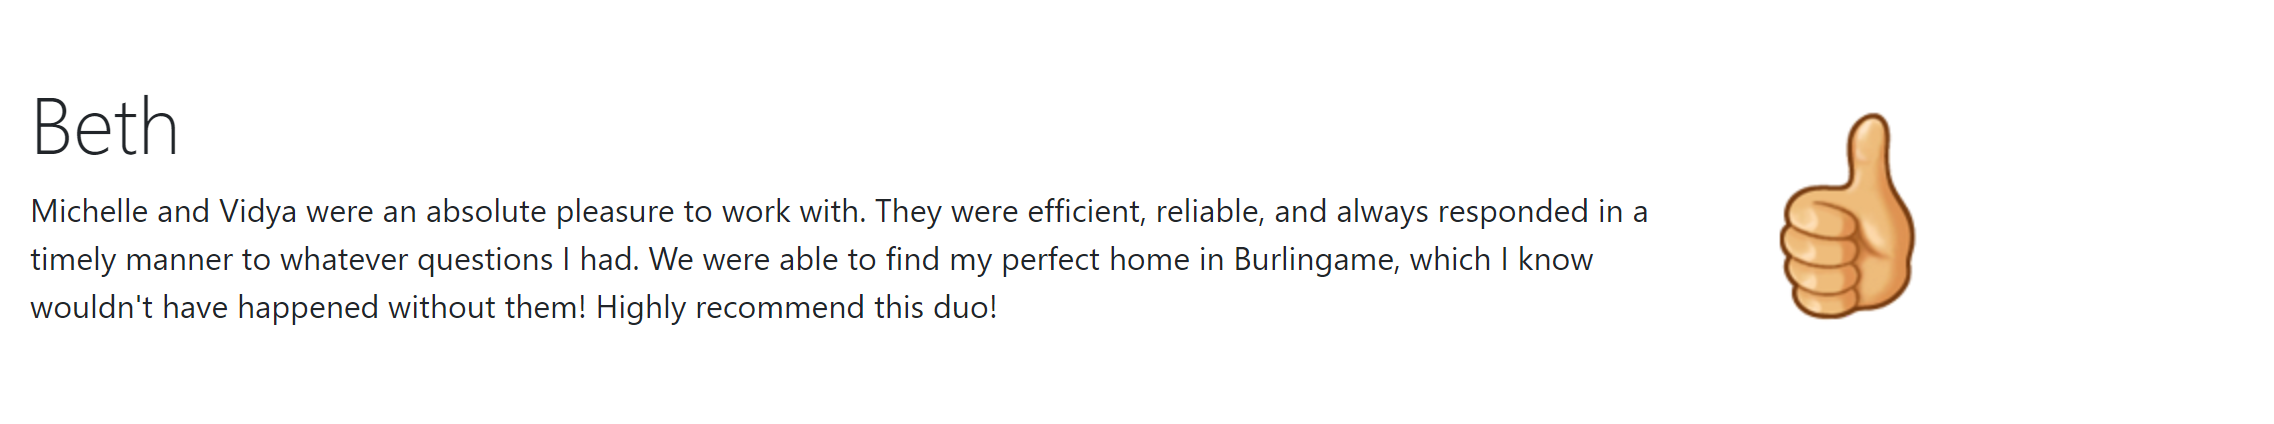 Beth
Michelle and Vidya were an absolute pleasure to work with. They were efficient, reliable, and always responded in a
timely manner to whatever questions I had. We were able to find my perfect home in Burlingame, which I know
wouldn't have happened without them! Highly recommend this duo!